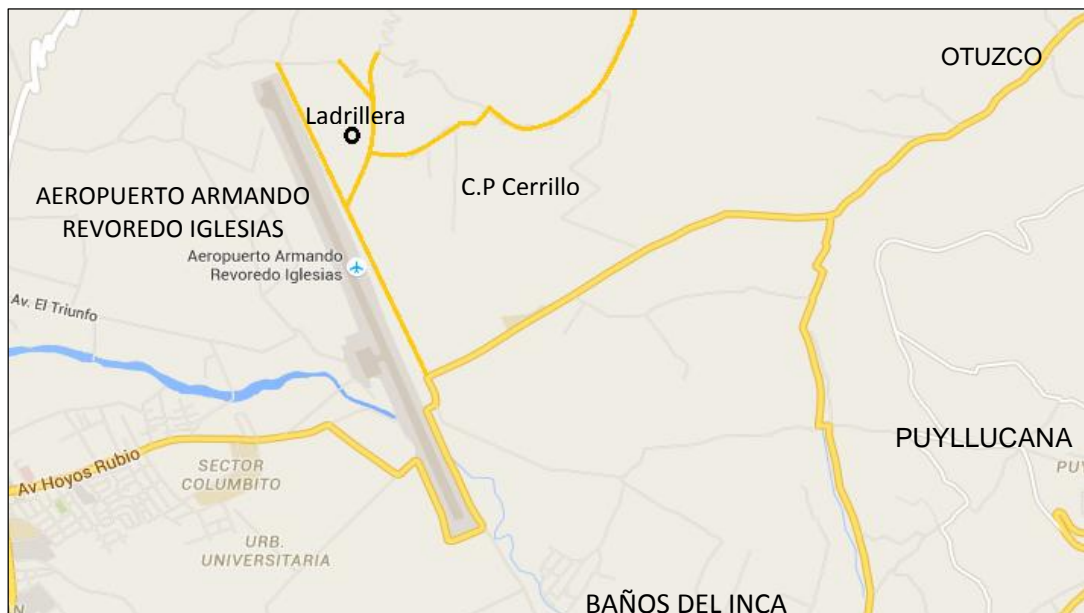 OTUZCO
Ladrillera
C.P Cerrillo
AEROPUERTO ARMANDO
REVOREDO IGLESIAS
Aeropuerto Armando
Revoredo Iglesias
Av. El Triunfo
PUYLLUCANA
Av Hoyos Rubio
SECTOR
COLUMBITO
URB.
UNIVERSITARIA
BAÑOS DEL INCA